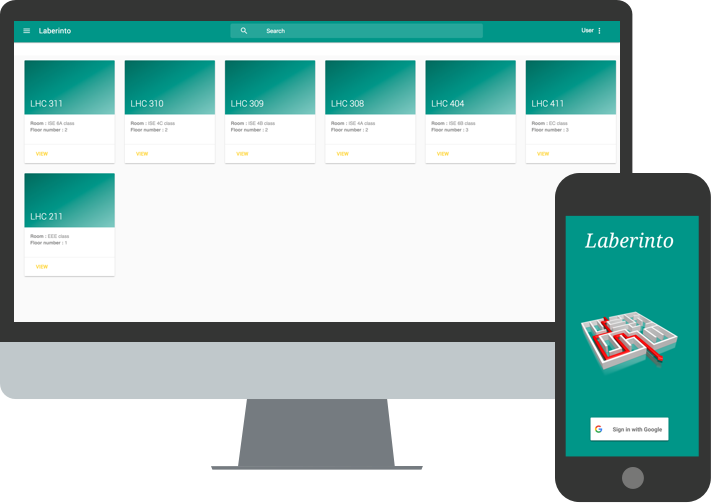 Laberinto
Search
User
LHC 311
Room : ISE 6A class
Floor number : 2
VIEW
LHC 310
Room : ISE 4C class
Floor number : 2
VIEW
LHC 309
Room : ISE 4B class
Floor number : 2
VIEW
LHC 308
Room : ISE 4A class
Floor number : 2
VIEW
LHC 404
Room : ISE 6B class
Floor number : 3
VIEW
LHC 411
Room : EC class
Floor number : 3
VIEW
LHC 211
Room : EEE class
Floor number : 1
VIEW
Laberinto
Sign in with Google